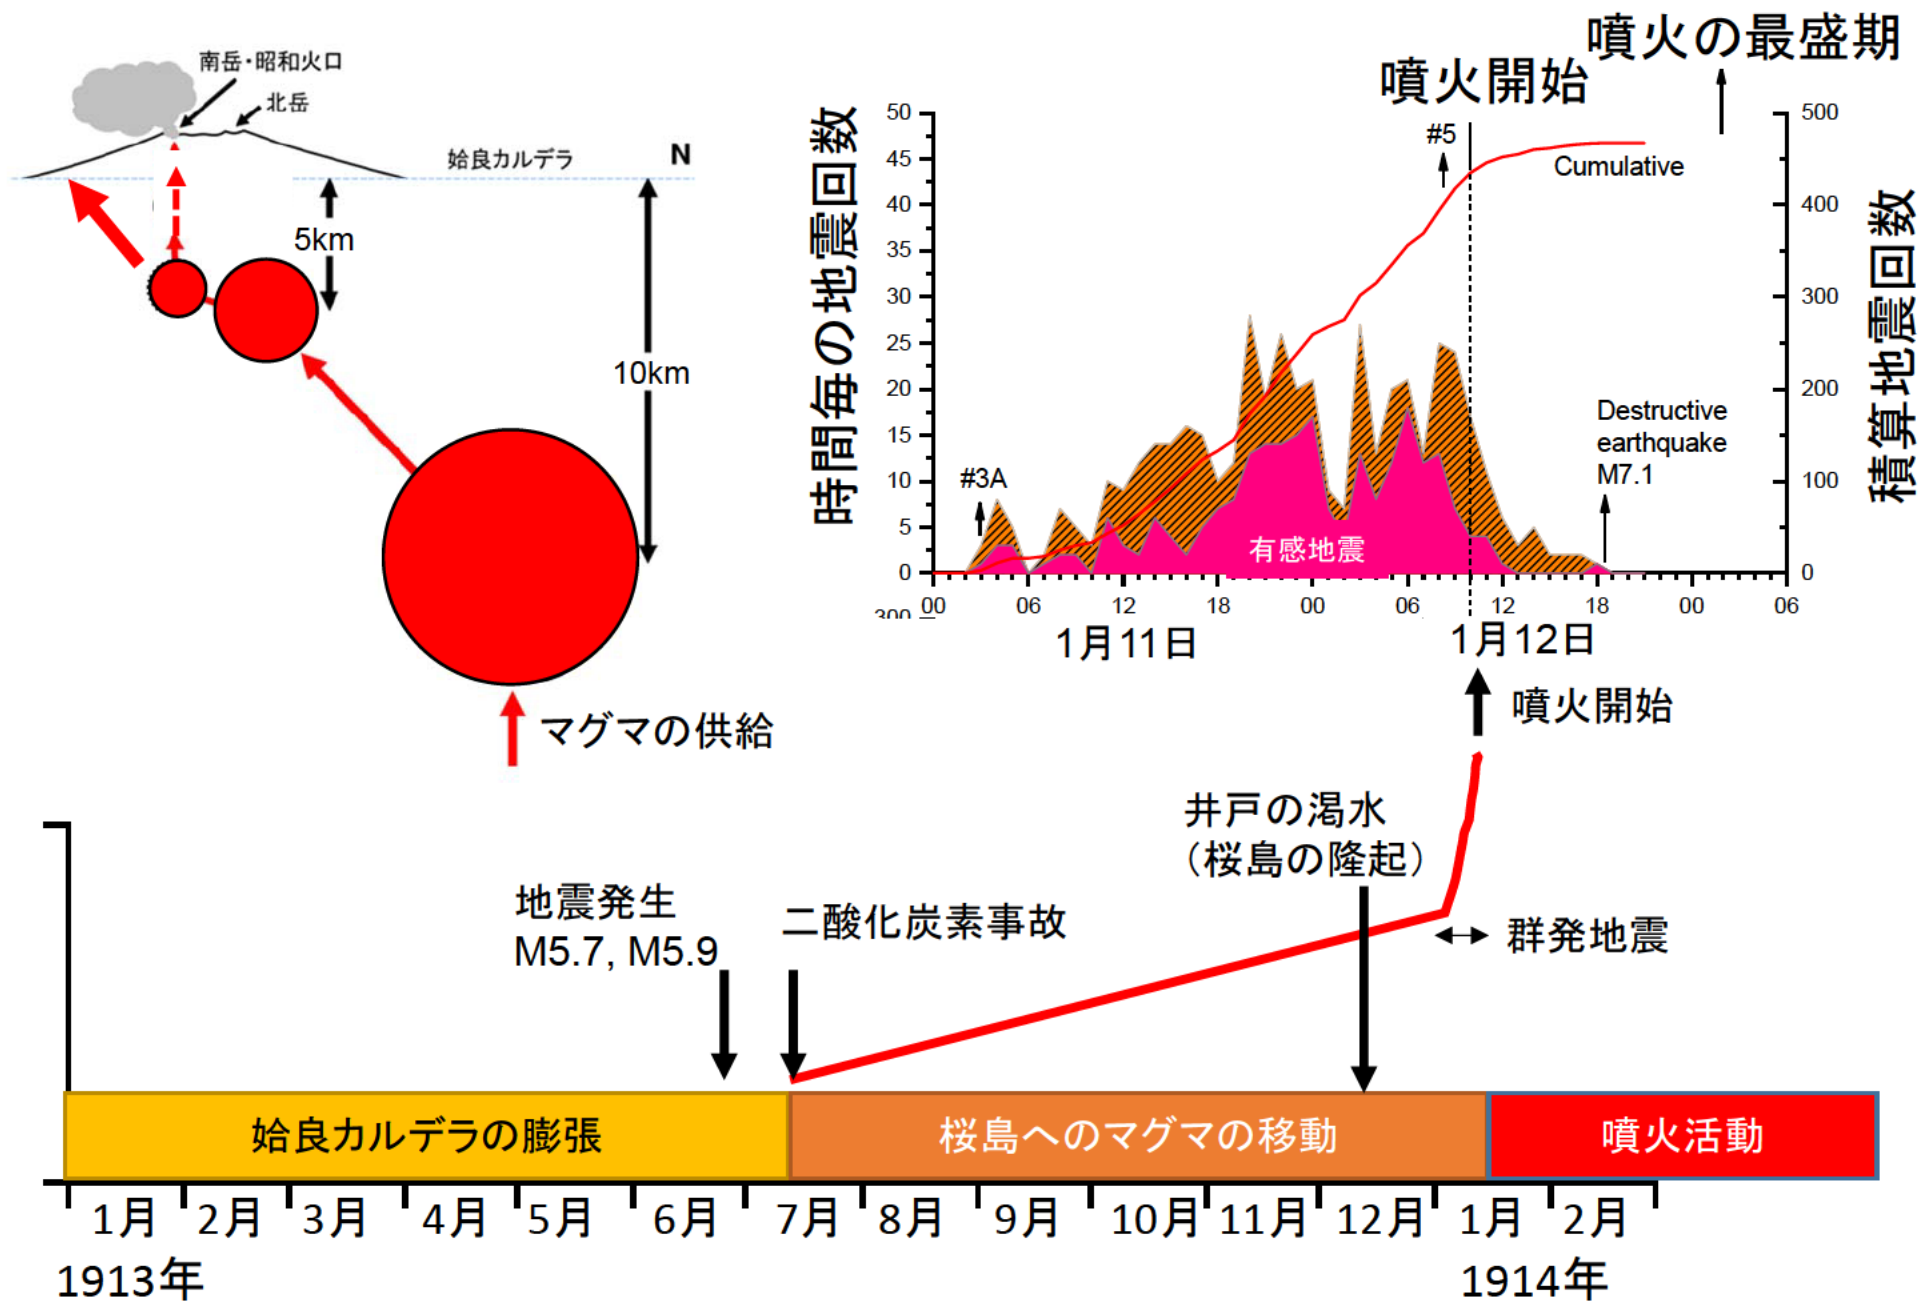 南岳・昭和火口
北岳
姶良カルデラ
N
5km
10km
マグマの供給
噴火の最盛期
噴火開始
#5
Cumulative
時間毎の地震回数
50
45
40
35
30
25
20
15
10
5
0
500
400
300
200
100
0
積算地震回数
#3A
有感地震
Destructive
earthquake
M7.1
300
00 06 12 18 00 06 12 18 00 06
1月11日
1月12日
噴火開始
井戸の渇水
（桜島の隆起）
地震発生
M5.7, M5.9
二酸化炭素事故
群発地震
姶良カルデラの膨張
桜島へのマグマの移動
噴火活動
1月 2月 3月 4月 5月 6月 7月 8月 9月 10月 11月 12月 1月 2月
1913年
1914年